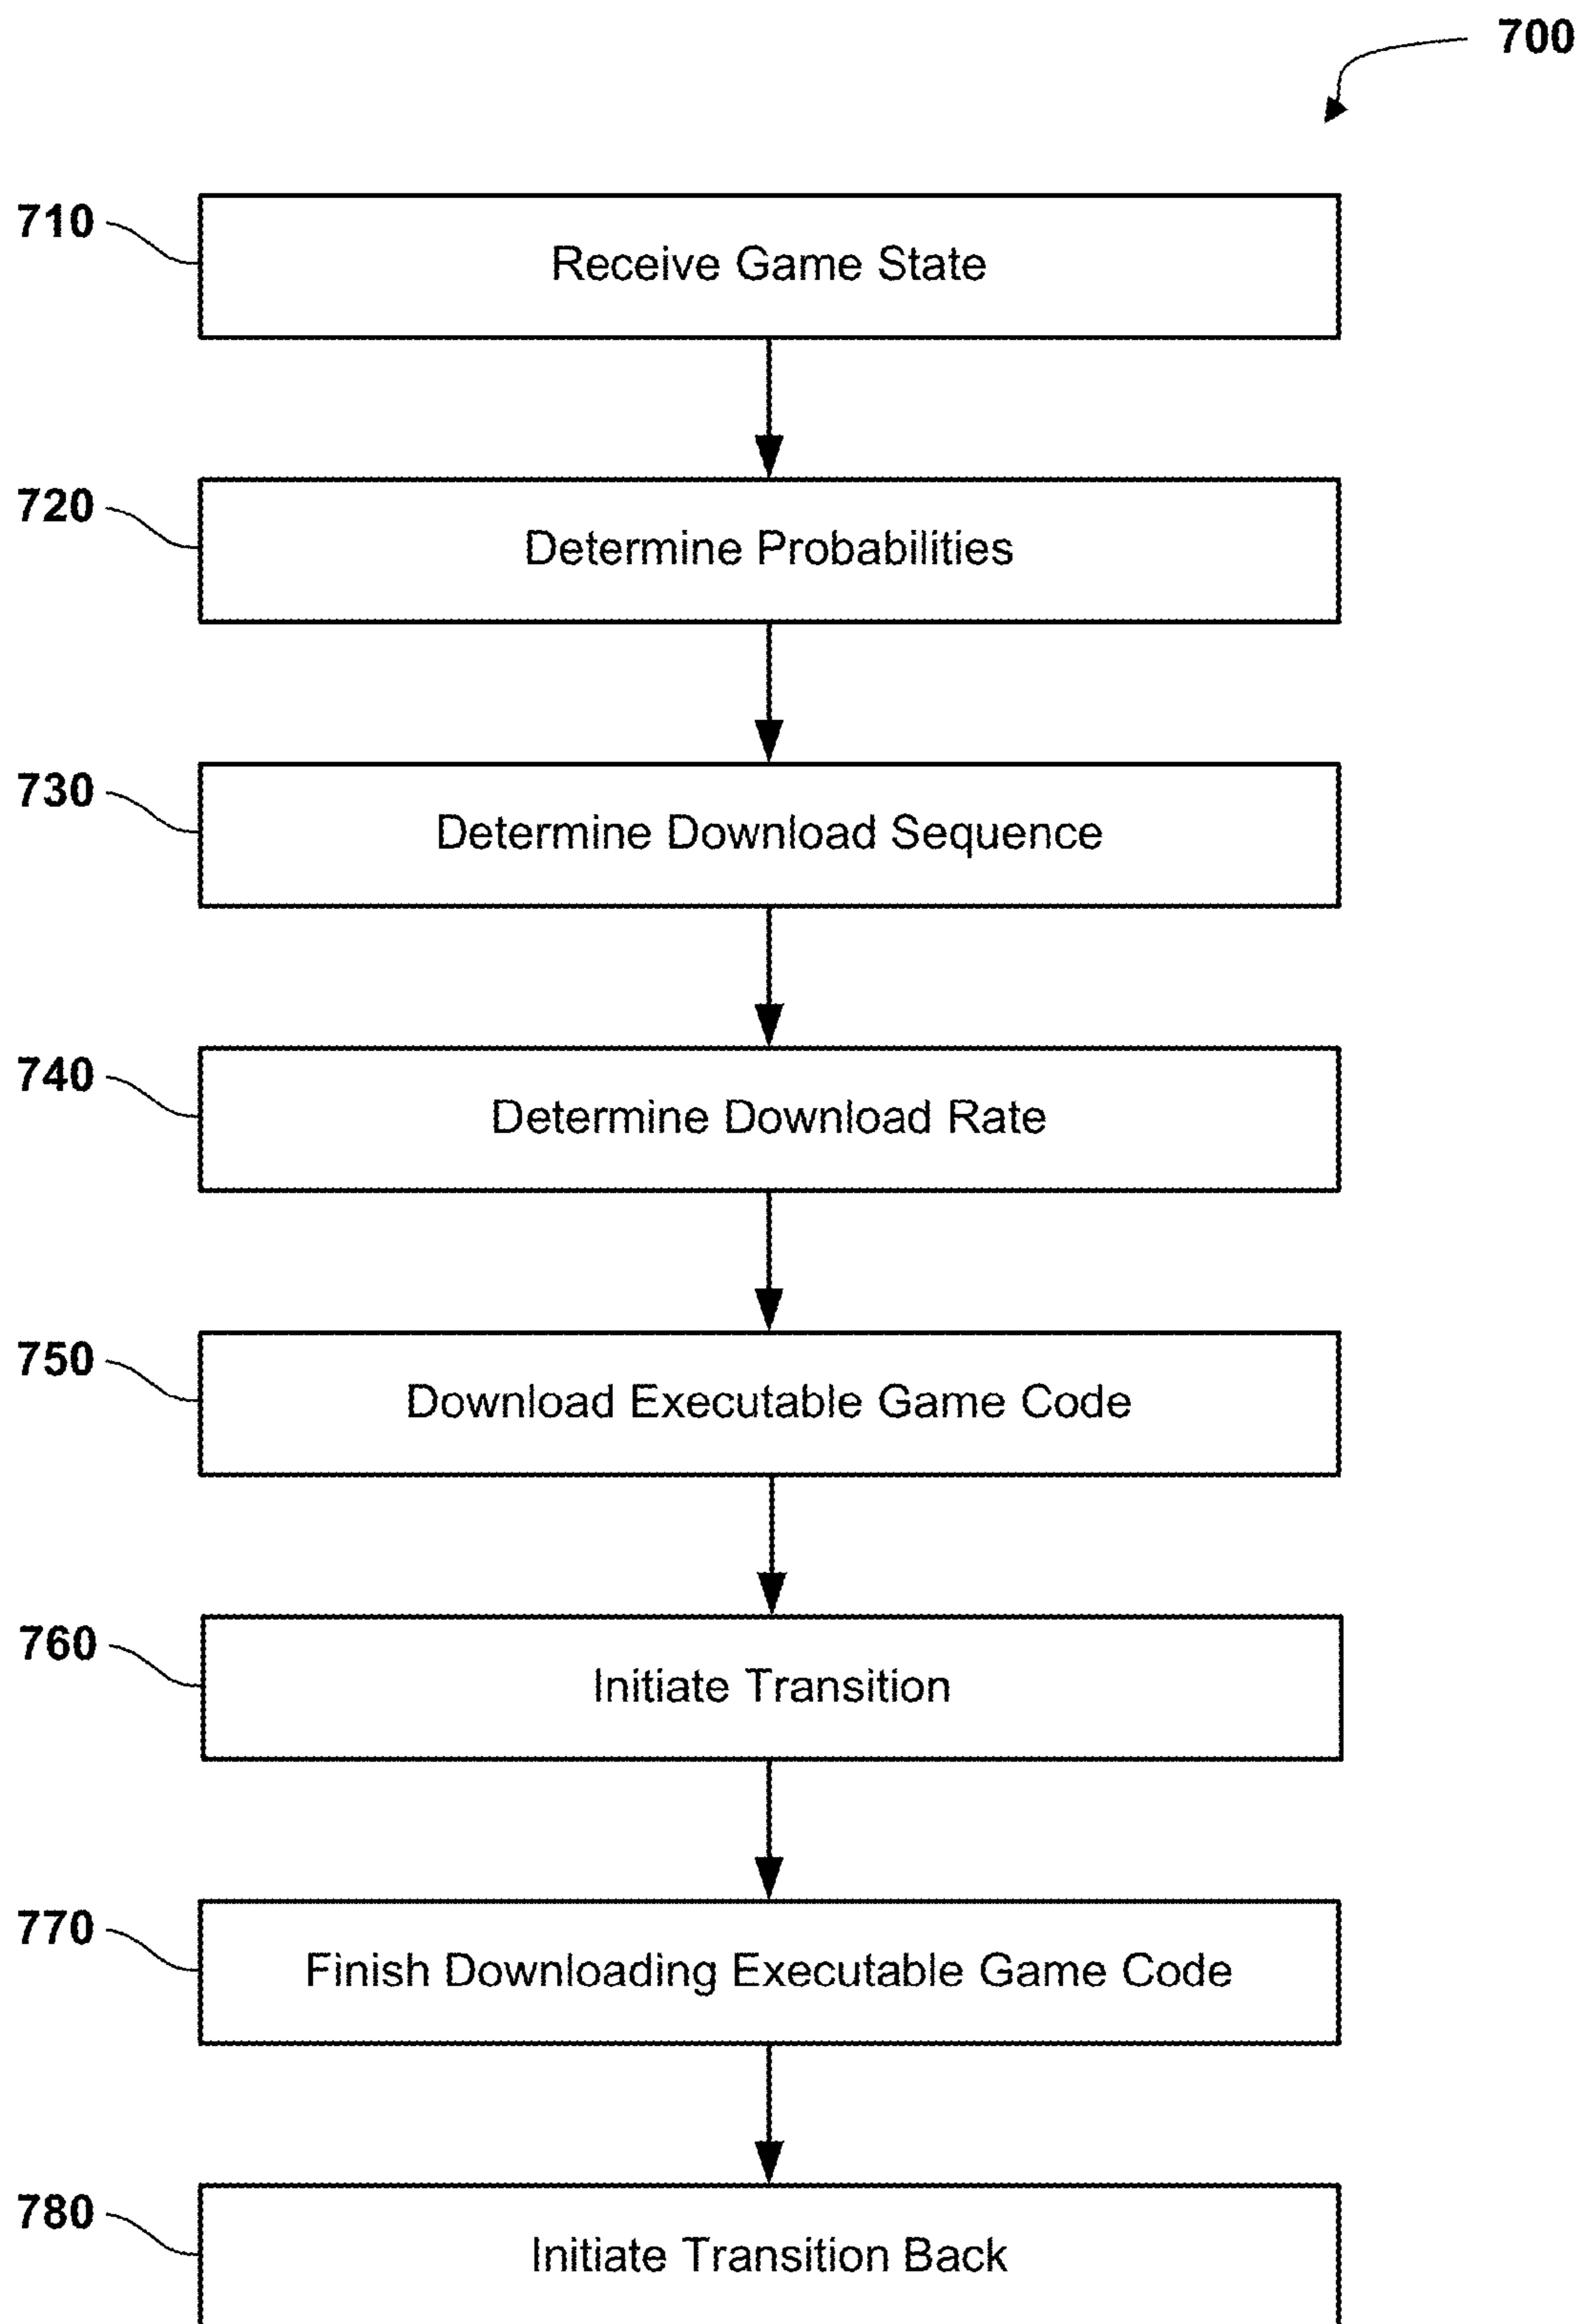 700
710
Receive Game State
720
Determine Probabilities
730
Determine Download Sequence
740
Determine Download Rate
750
Download Executable Game Code
760
Initiate Transition
770
Finish Downloading Executable Game Code
780
Initiate Transition Back